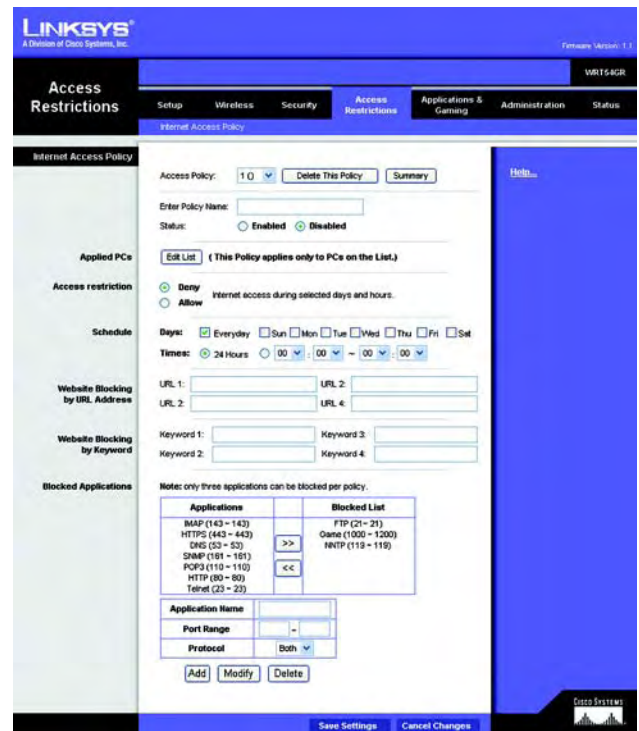 LINKSYS®
A Division of Cisco Systems, Inc.
Firmware Version: 1.1
WRT54GR
Access Restrictions
Setup Wireless Security Access Restrictions Applications & Gaming Administration Status
Internet Access Policy
Internet Access Policy
Access Policy: 1 () Delete This Policy Summary
Help...
Enter Policy Name:
Status: Enabled Disabled
Applied PCs
Edit List ( This Policy applies only to PCs on the List.)
Access restriction
Deny
Allow
Internet access during selected days and hours.
Schedule
Days: Everyday Sun Mon Tue Wed Thu Fri Sat
Times: 24 Hours 00 : 00 ~ 00 : 00
Website Blocking by URL Address
URL 1: URL 2:
URL 2: URL 4:
Website Blocking by Keyword
Keyword 1: Keyword 3:
Keyword 2: Keyword 4:
Blocked Applications
Note: only three applications can be blocked per policy.
Applications Blocked List
IMAP (143 ~ 143)
HTTPS (443 ~ 443)
DNS (53 ~ 53)
SNMP (161 ~ 161)
POP3 (110 ~ 110)
HTTP (80 ~ 80)
Telnet (23 ~ 23)
>>
<<
FTP (21~ 21)
Game (1000 ~ 1200)
NNTP (119 ~ 119)
Application Name
Port Range ~
Protocol Both
Add Modify Delete
Save Settings Cancel Changes
CISCO SYSTEMS